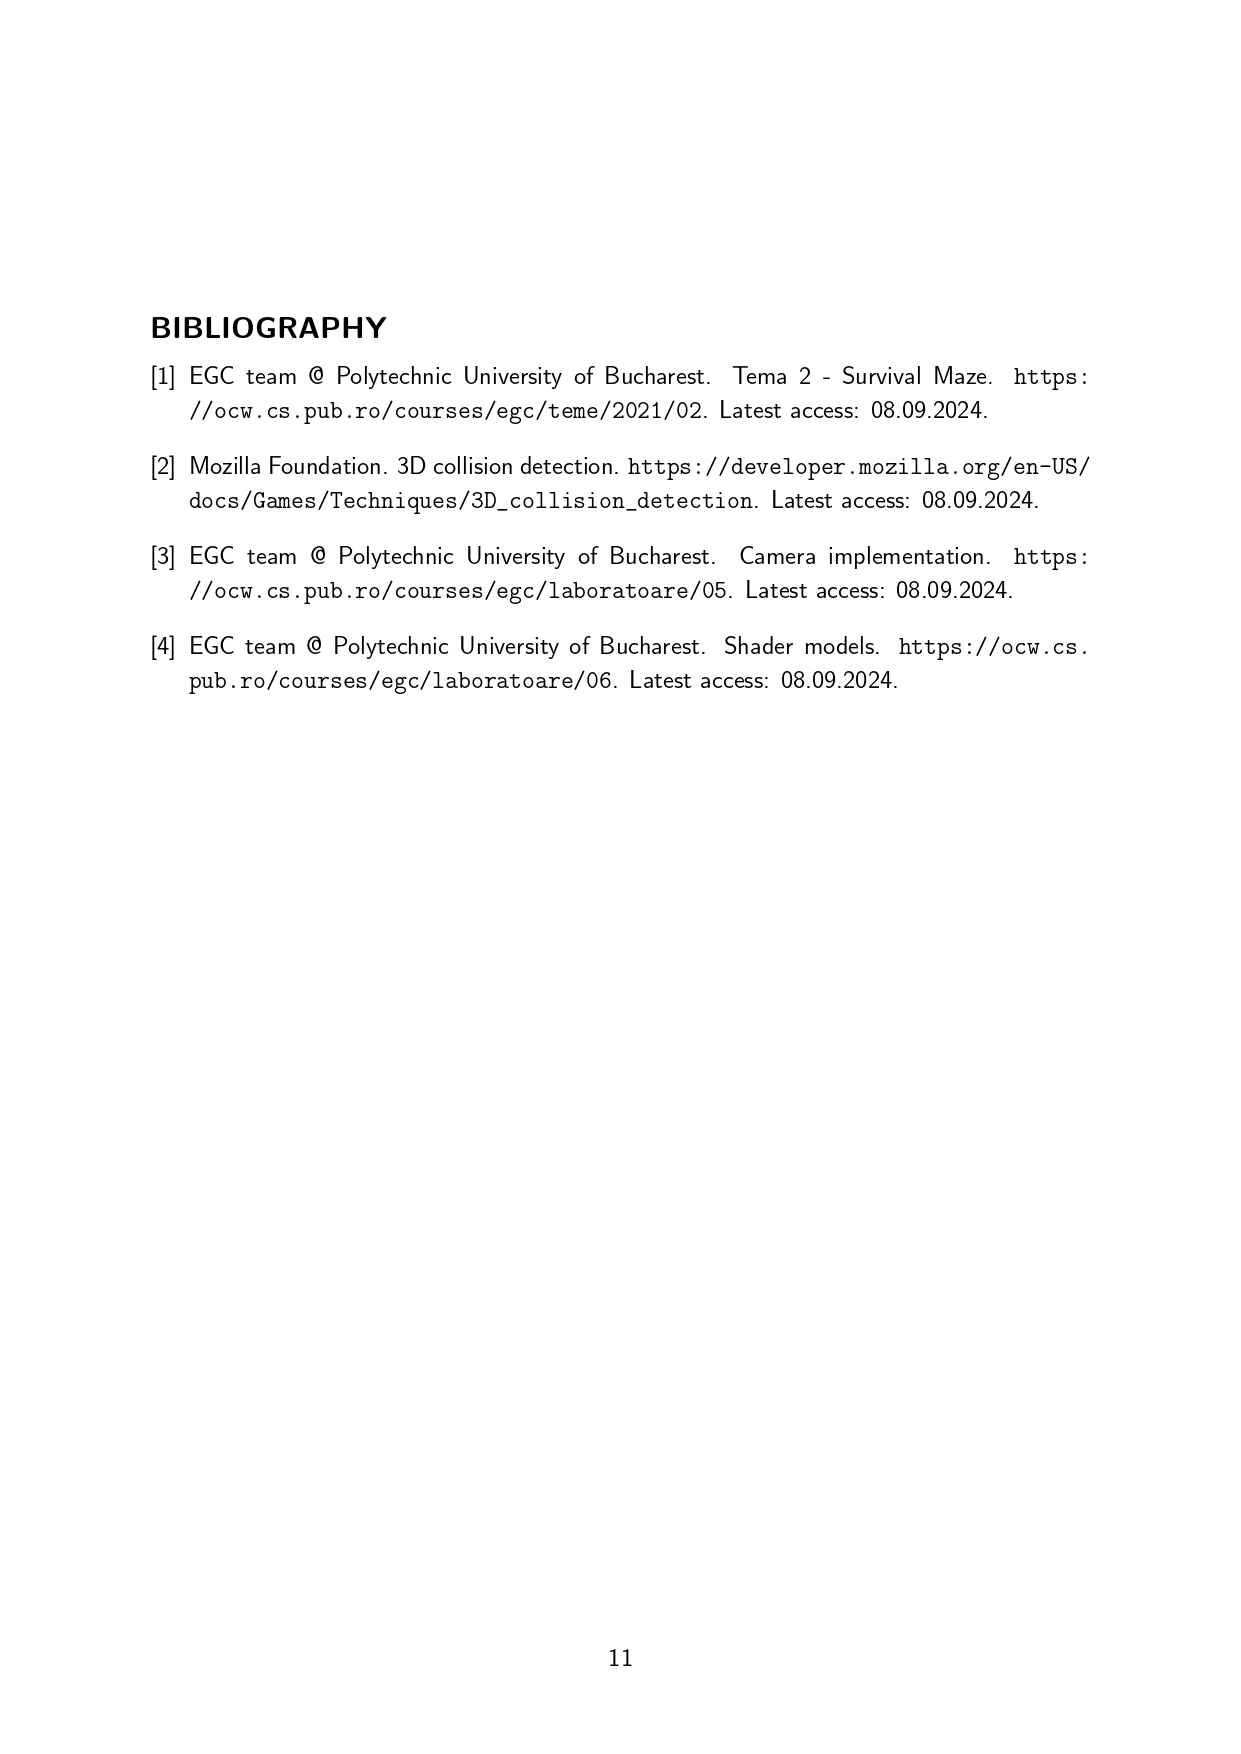 BIBLIOGRAPHY
[1] EGC team @ Polytechnic University of Bucharest. Tema 2 - Survival Maze. https:
//ocw.cs.pub.ro/courses/egc/teme/2021/02. Latest access: 08.09.2024.
[2] Mozilla Foundation. 3D collision detection. https://developer.mozilla.org/en-US/
docs/Games/Techniques/3D_collision_detection. Latest access: 08.09.2024.
[3] EGC team @ Polytechnic University of Bucharest. Camera implementation. https:
//ocw.cs.pub.ro/courses/egc/laboratoare/05. Latest access: 08.09.2024.
[4] EGC team @ Polytechnic University of Bucharest. Shader models. https://ocw.cs.
pub.ro/courses/egc/laboratoare/06. Latest access: 08.09.2024.
11